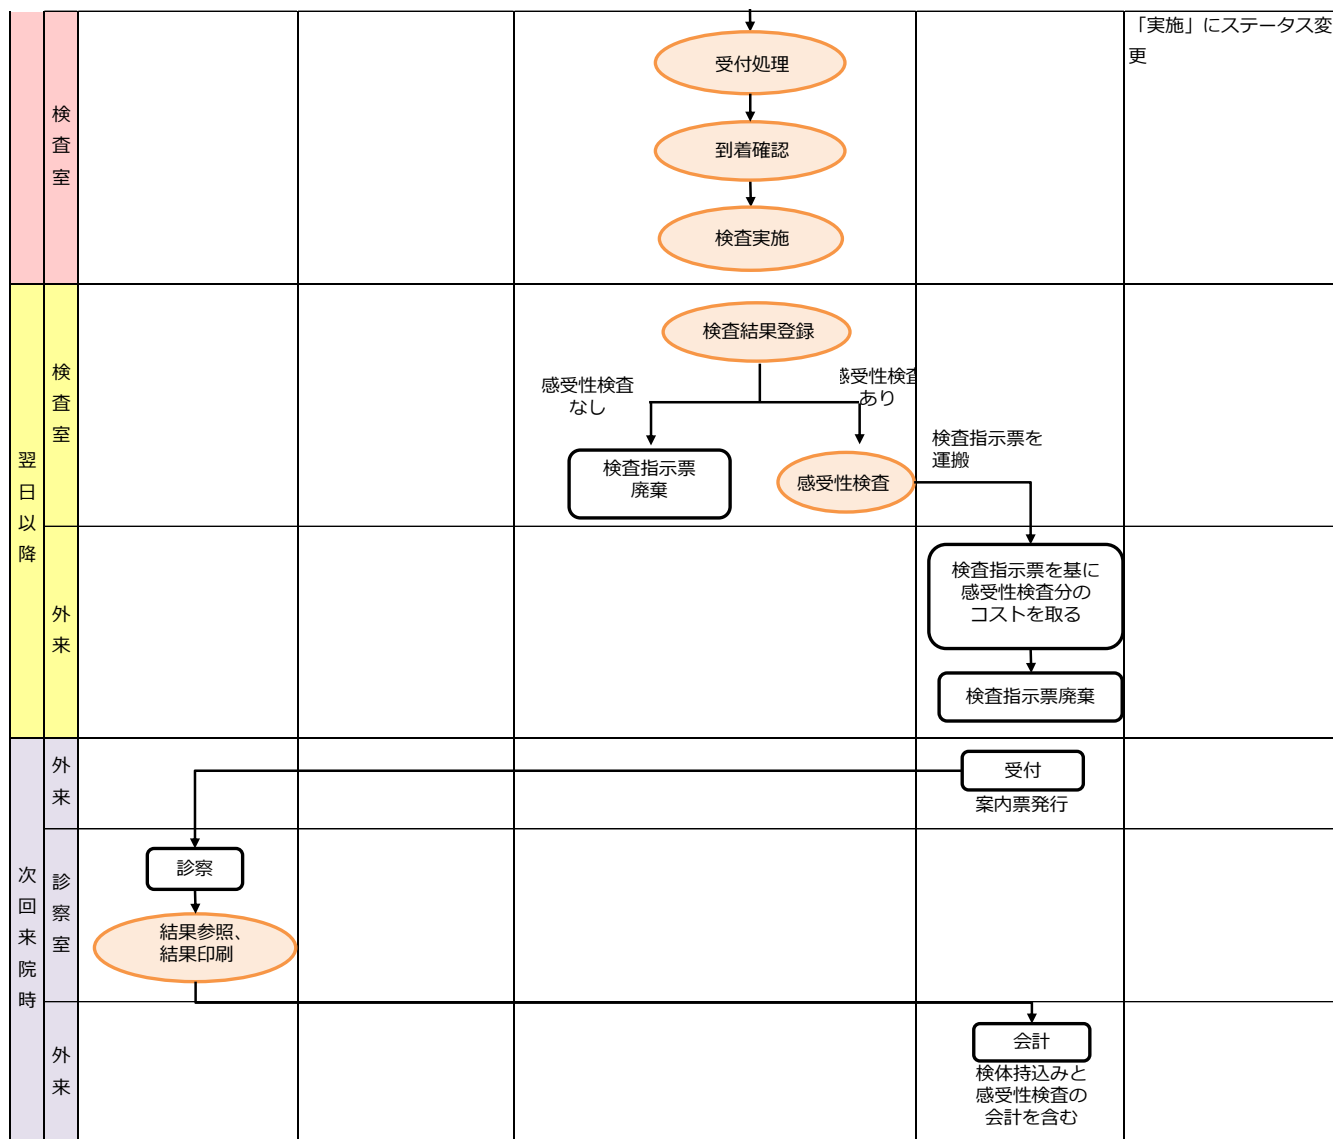 「実施」にステータス変
更
検査室
受付処理
到着確認
検査実施
翌日以降
検査室
検査結果登録
感受性検査
なし
感受性検査
あり
検査指示票
廃棄
感受性検査
検査指示票を
運搬
外来
検査指示票を基に
感受性検査分の
コストを取る
検査指示票廃棄
次回来院時
外来
受付
案内票発行
診察室
診察
結果参照、
結果印刷
外来
会計
検体持込みと
感受性検査の
会計を含む